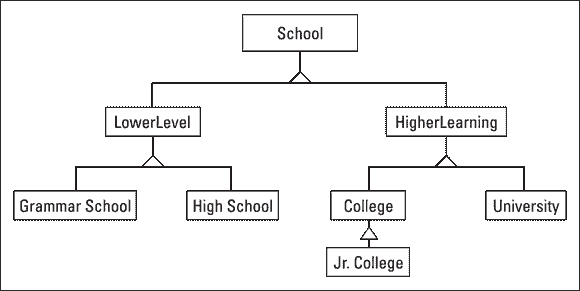 School
LowerLevel
HigherLearning
Grammar School
High School
College
University
Jr. College